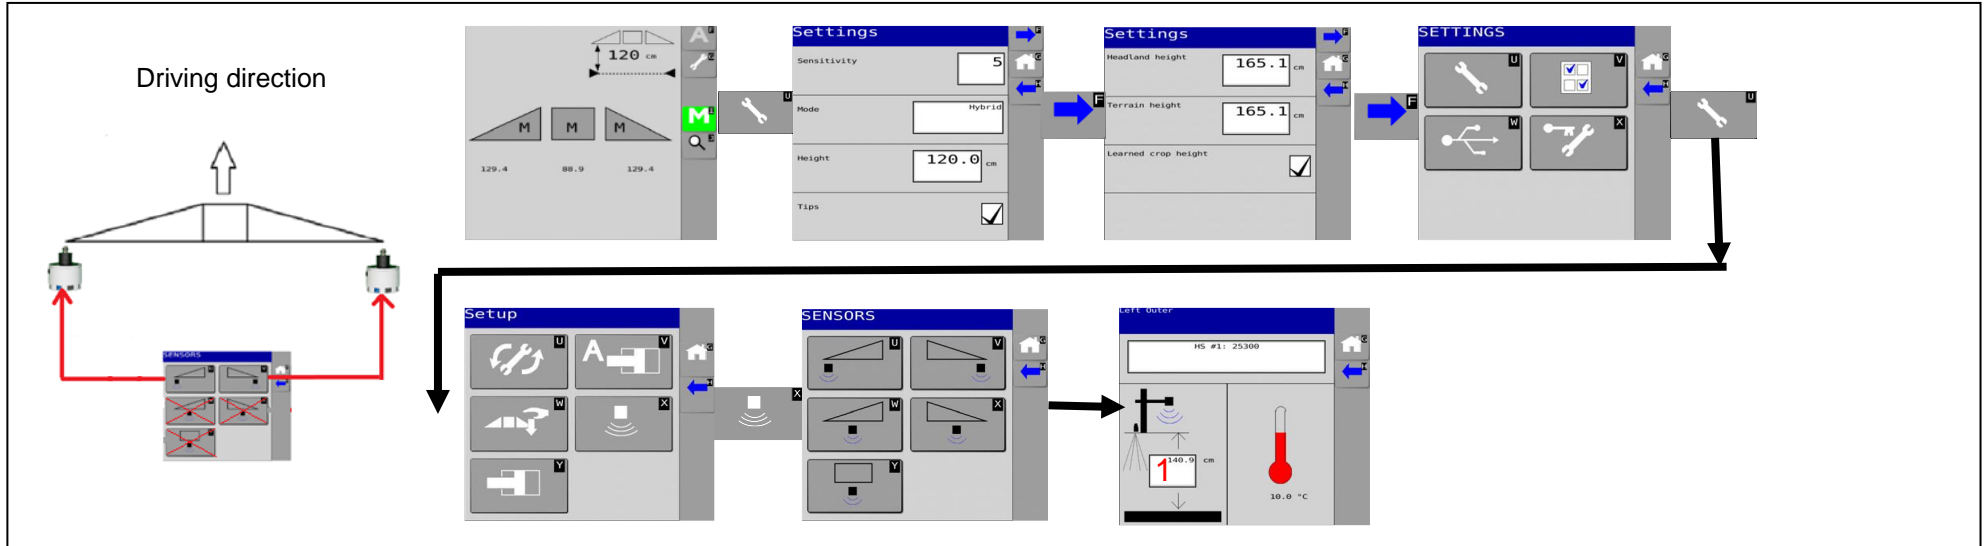 Driving direction
SENSORS
A
120 cm
M
M M M
129.4 88.9 129.4
U
Settings
Sensitivity 5
Mode Hybrid
Height 120.0 cm
Tips
F
G
I
F
Settings
Headland height 165.1 cm
Terrain height 165.1 cm
Learned crop height
F
G
I
F
SETTINGS
U V
W X
G
I
U
Setup
U A V
W X
Y
G
I
X
SENSORS
U V
W X
Y
G
I
Left Outer
HS #1: 25300
1 140.9 cm
10.0 °C
G
I